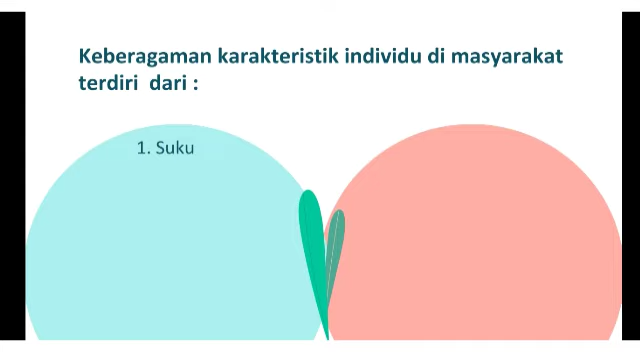 Keberagaman karakteristik individu di masyarakat
terdiri  dari :
1. Suku